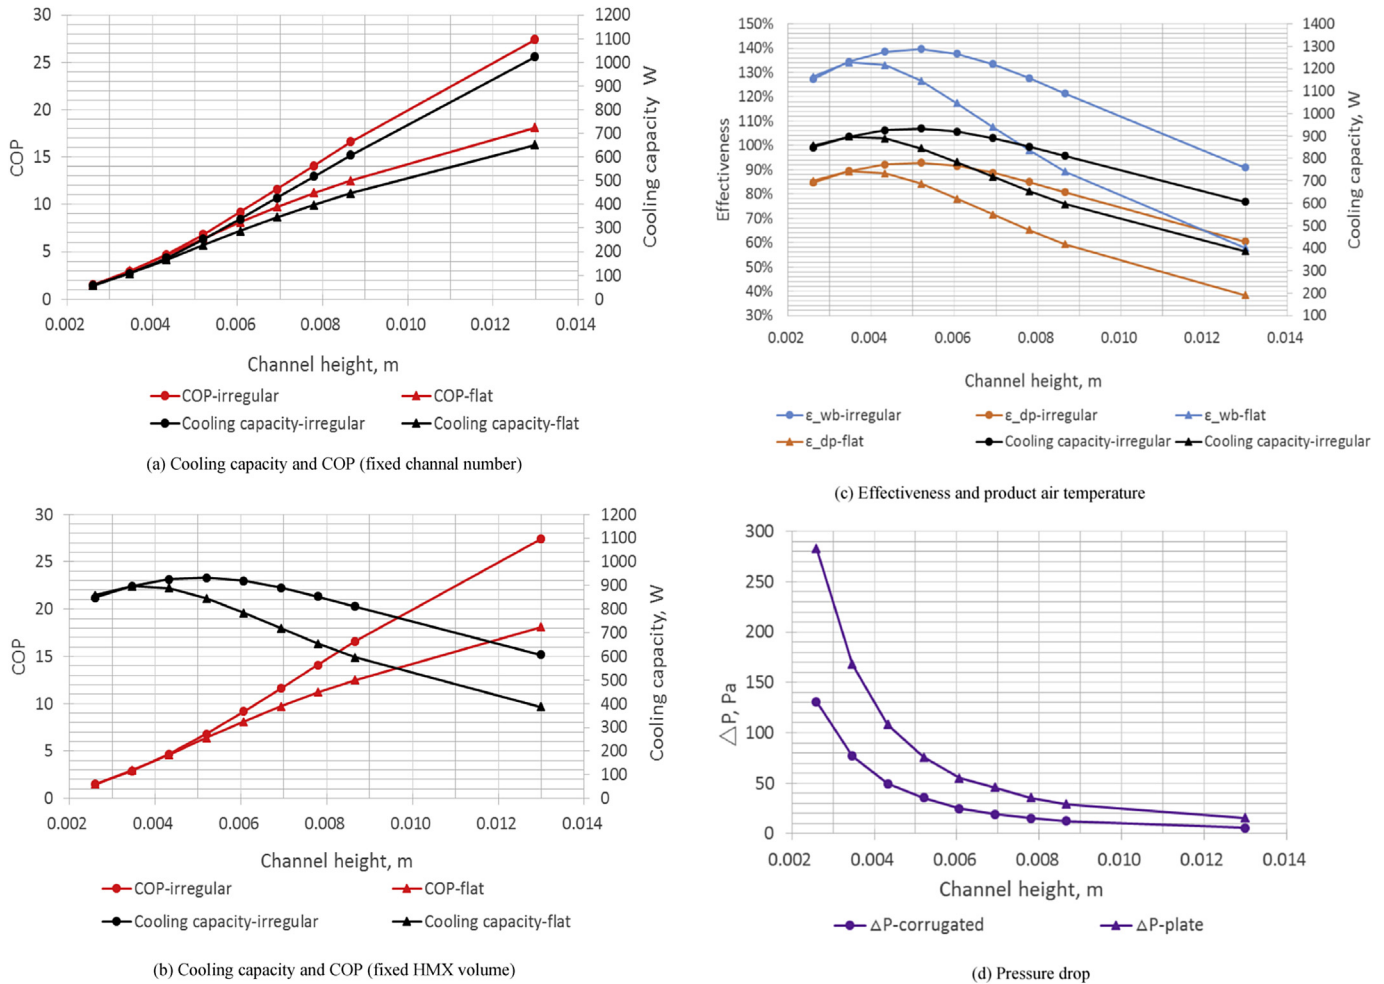 30
25
20
15
10
5
0
COP
1200
1100
1000
900
800
700
600
500
400
300
200
100
0
Cooling capacity W
0.002 0.004 0.006 0.008 0.010 0.012 0.014
Channel height, m
COP-irregular COP-flat
Cooling capacity-irregular Cooling capacity-flat
(a) Cooling capacity and COP (fixed channal number)
30
25
20
15
10
5
0
COP
1200
1100
1000
900
800
700
600
500
400
300
200
100
0
Cooling capacity, W
0.002 0.004 0.006 0.008 0.010 0.012 0.014
Channel height, m
COP-irregular COP-flat
Cooling capacity-irregular Cooling capacity-flat
(b) Cooling capacity and COP (fixed HMX volume)
150%
140%
130%
120%
110%
100%
90%
80%
70%
60%
50%
40%
30%
Effectiveness
1400
1300
1200
1100
1000
900
800
700
600
500
400
300
200
100
Cooling capacity, W
0.002 0.004 0.006 0.008 0.010 0.012 0.014
Channel height, m
ε_wb-irregular ε_dp-irregular ε_wb-flat
ε_dp-flat Cooling capacity-irregular Cooling capacity-irregular
(c) Effectiveness and product air temperature
300
250
200
150
100
50
0
△P, Pa
0.002 0.004 0.006 0.008 0.010 0.012 0.014
Channel height, m
△P-corrugated △P-plate
(d) Pressure drop